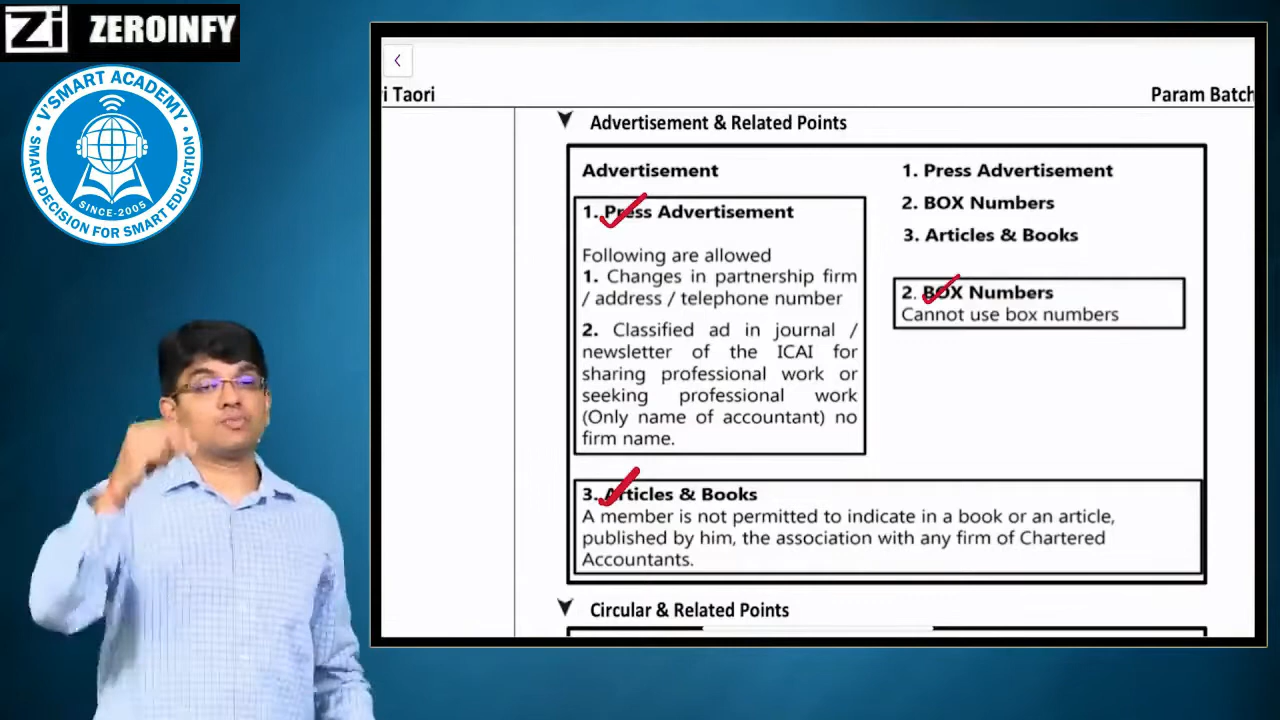 Zi ZEROINFY
V'SMART ACADEMY
SINCE-2005
SMART DECISION FOR SMART EDUCATION
i Taori
Param Batch
Advertisement & Related Points
Advertisement
1. Press Advertisement
Following are allowed
1. Changes in partnership firm
/ address / telephone number
2. Classified ad in journal /
newsletter of the ICAI for
sharing professional work or
seeking professional work
(Only name of accountant) no
firm name.
1. Press Advertisement
2. BOX Numbers
3. Articles & Books
2. BOX Numbers
Cannot use box numbers
3. Articles & Books
A member is not permitted to indicate in a book or an article,
published by him, the association with any firm of Chartered
Accountants.
Circular & Related Points